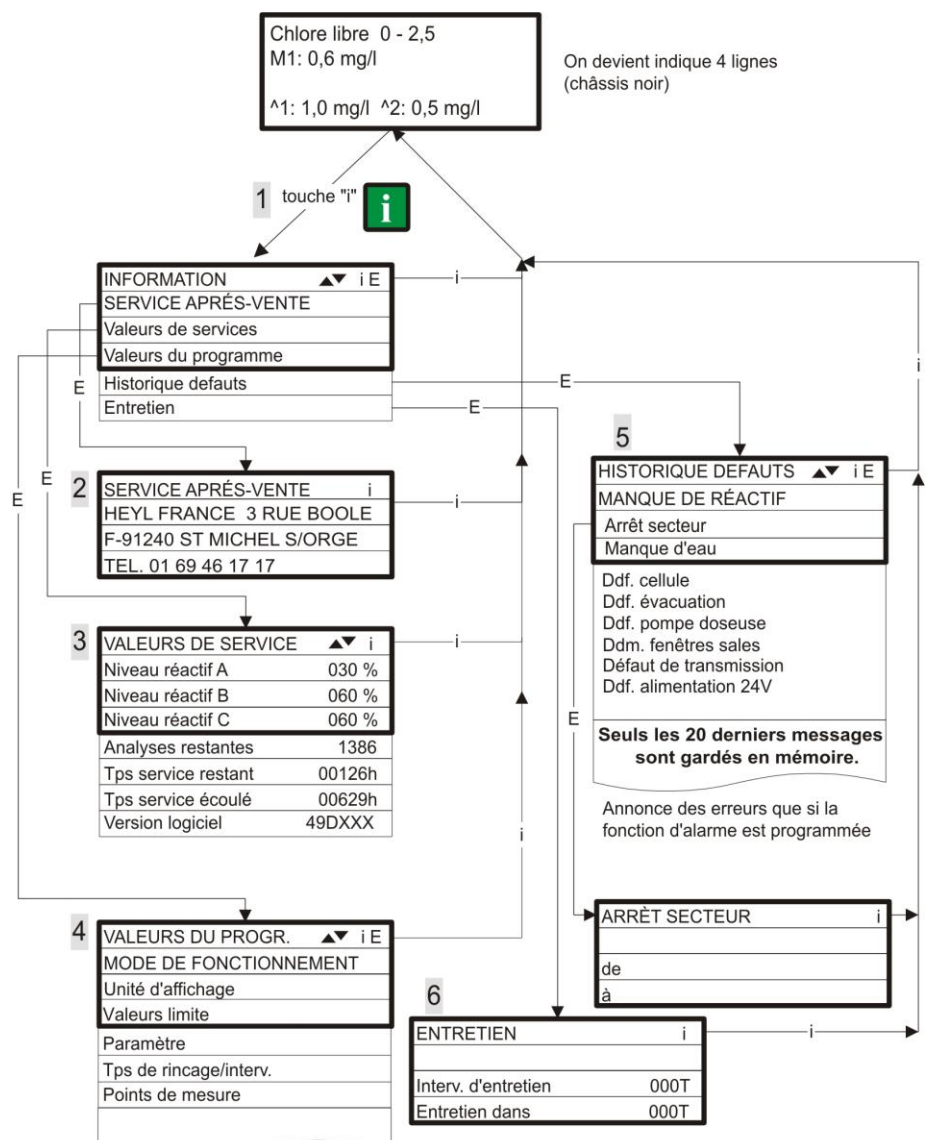 Chlore libre 0 - 2,5
M1: 0,6 mg/l
^1: 1,0 mg/l ^2: 0,5 mg/l
On devient indique 4 lignes
(châssis noir)
1 touche "i" i
INFORMATION ▲▼ i E
SERVICE APRÉS-VENTE
Valeurs de services
Valeurs du programme
Historique defauts
Entretien
i
E
E
E
E
E
i
2
SERVICE APRÉS-VENTE i
HEYL FRANCE 3 RUE BOOLE
F-91240 ST MICHEL S/ORGE
TEL. 01 69 46 17 17
i
3
VALEURS DE SERVICE ▲▼ i
Niveau réactif A 030 %
Niveau réactif B 060 %
Niveau réactif C 060 %
Analyses restantes 1386
Tps service restant 00126h
Tps service écoulé 00629h
Version logiciel 49DXXX
i
i
4
VALEURS DU PROGR. ▲▼ i E
MODE DE FONCTIONNEMENT
Unité d'affichage
Valeurs limite
Paramètre
Tps de rincage/interv.
Points de mesure
5
HISTORIQUE DEFAUTS ▲▼ i E
MANQUE DE RÉACTIF
Arrêt secteur
Manque d'eau
Ddf. cellule
Ddf. évacuation
Ddf. pompe doseuse
Ddm. fenêtres sales
Défaut de transmission
Ddf. alimentation 24V
E
Seuls les 20 derniers messages
sont gardés en mémoire.
Annonce des erreurs que si la
fonction d'alarme est programmée
ARRÈT SECTEUR i
de
à
6
ENTRETIEN i
Interv. d'entretien 000T
Entretien dans 000T
i